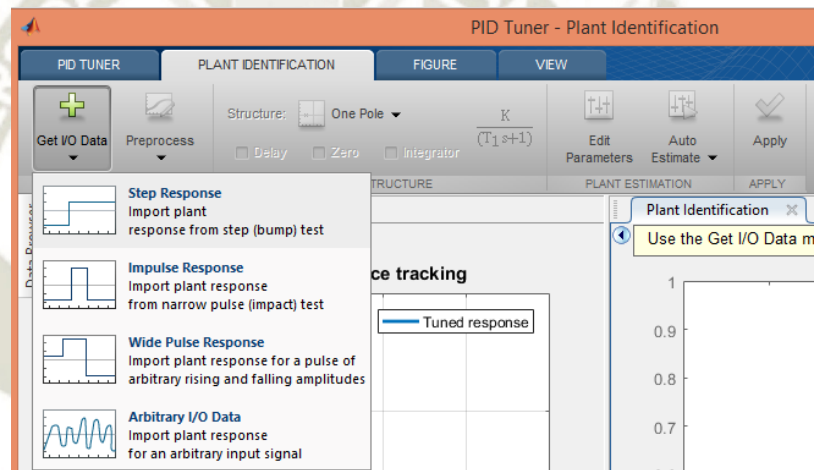 PID Tuner - Plant Identification
PID TUNER
PLANT IDENTIFICATION
FIGURE
VIEW
Get I/O Data
Preprocess
Structure:
One Pole
Delay
Zero
Integrator
K
(T1s+1)
Edit
Parameters
Auto
Estimate
Apply
TRUCTURE
PLANT ESTIMATION
APPLY
Step Response
Import plant
response from step (bump) test
Impulse Response
Import plant response
from narrow pulse (impact) test
Wide Pulse Response
Import plant response for a pulse of
arbitrary rising and falling amplitudes
Arbitrary I/O Data
Import plant response
for an arbitrary input signal
Data Browser
ce tracking
Tuned response
Plant Identification
Use the Get I/O Data m
1
0.9
0.8
0.7